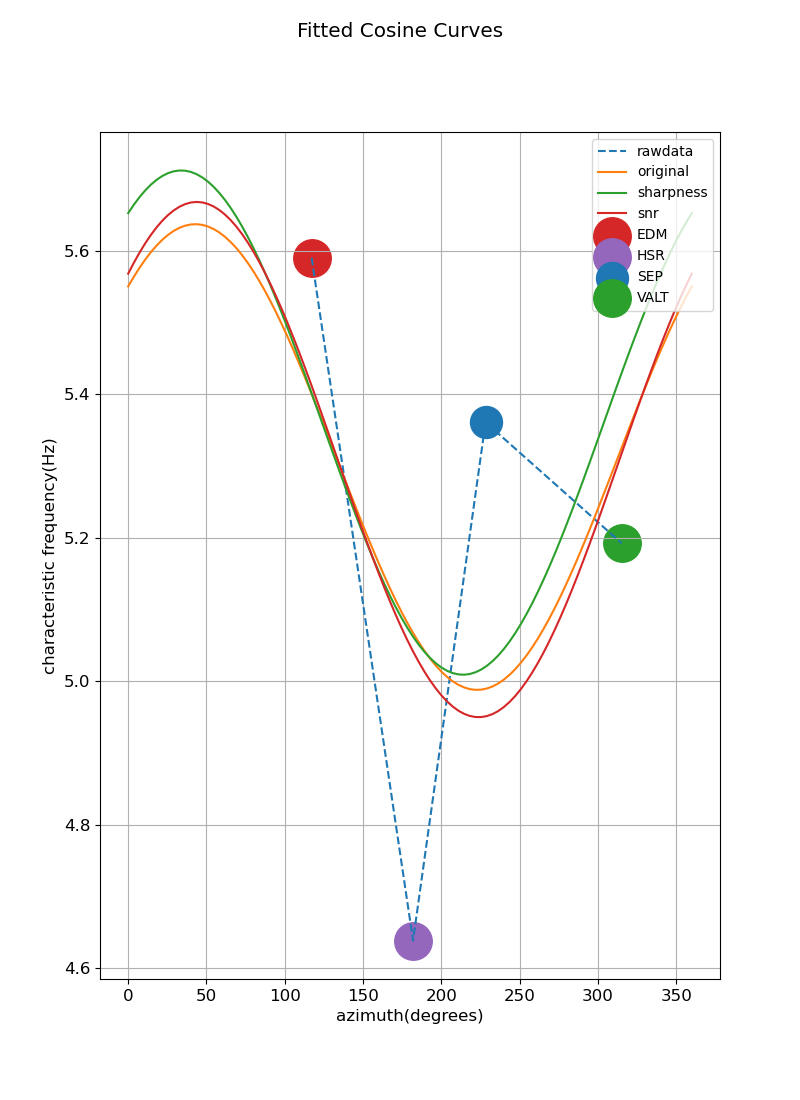 Fitted Cosine Curves
rawdata
original
sharpness
snr
EDM
HSR
SEP
VALT
5.6
5.4
5.2
5.0
4.8
4.6
characteristic frequency(Hz)
0 50 100 150 200 250 300 350
azimuth(degrees)